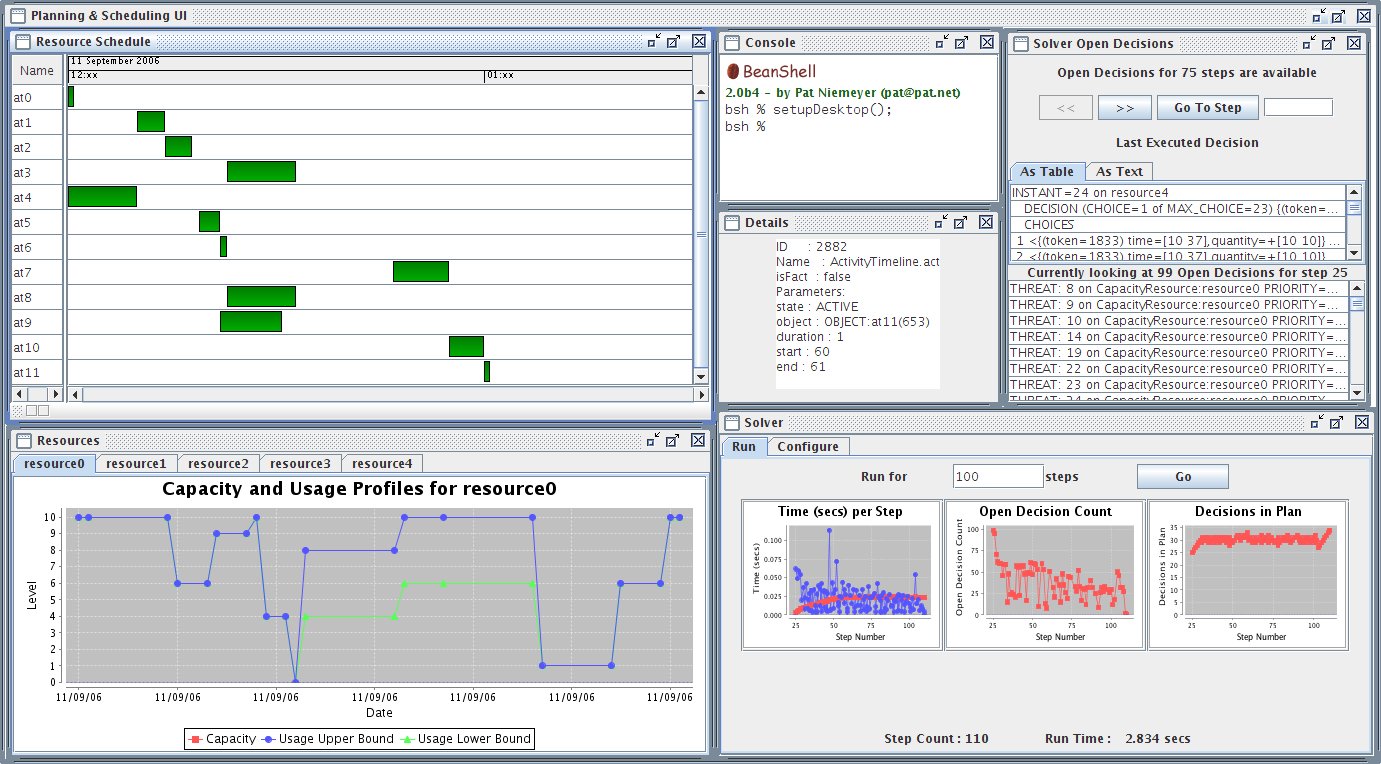 Planning & Scheduling UI
Resource Schedule
Name
11 September 2006
12:xx 01:xx
at0
at1
at2
at3
at4
at5
at6
at7
at8
at9
at10
at11
Console
BeanShell
2.0b4 – by Pat Niemeyer (pat@pat.net)
bsh % setupDesktop();
bsh %
Details
ID : 2882
Name : ActivityTimeline.act
isFact : false
Parameters:
state : ACTIVE
object : OBJECT:at11(653)
duration : 1
start : 60
end : 61
Solver Open Decisions
Open Decisions for 75 steps are available
<< >> Go To Step
Last Executed Decision
As Table As Text
INSTANT=24 on resource4
DECISION (CHOICE=1 of MAX_CHOICE=23) {(token=...
CHOICES
1 <{(token=1833) time=[10 37],quantity=+[10 10]} ...
2 <{(token=1833) time=[10 37],quantity=+[10 10]} ...
Currently looking at 99 Open Decisions for step 25
THREAT: 8 on CapacityResource:resource0 PRIORITY=...
THREAT: 9 on CapacityResource:resource0 PRIORITY=...
THREAT: 10 on CapacityResource:resource0 PRIORITY=...
THREAT: 14 on CapacityResource:resource0 PRIORITY=...
THREAT: 19 on CapacityResource:resource0 PRIORITY=...
THREAT: 22 on CapacityResource:resource0 PRIORITY=...
THREAT: 23 on CapacityResource:resource0 PRIORITY=...
THREAT: 24 on CapacityResource:resource0 PRIORITY=...
Resources
resource0 resource1 resource2 resource3 resource4
Capacity and Usage Profiles for resource0
Level
10
9
8
7
6
5
4
3
2
1
0
11/09/06 11/09/06 11/09/06 11/09/06 11/09/06 11/09/06 11/09/06
Date
Capacity Usage Upper Bound Usage Lower Bound
Solver
Run Configure
Run for 100 steps Go
Time (secs) per Step
Time (secs)
0.100
0.075
0.050
0.025
0.000
25 50 75 100
Step Number
Open Decision Count
Open Decision Count
100
75
50
25
0
25 50 75 100
Step Number
Decisions in Plan
Decisions in Plan
35
30
25
20
15
10
5
0
25 50 75 100
Step Number
Step Count : 110 Run Time : 2.834 secs